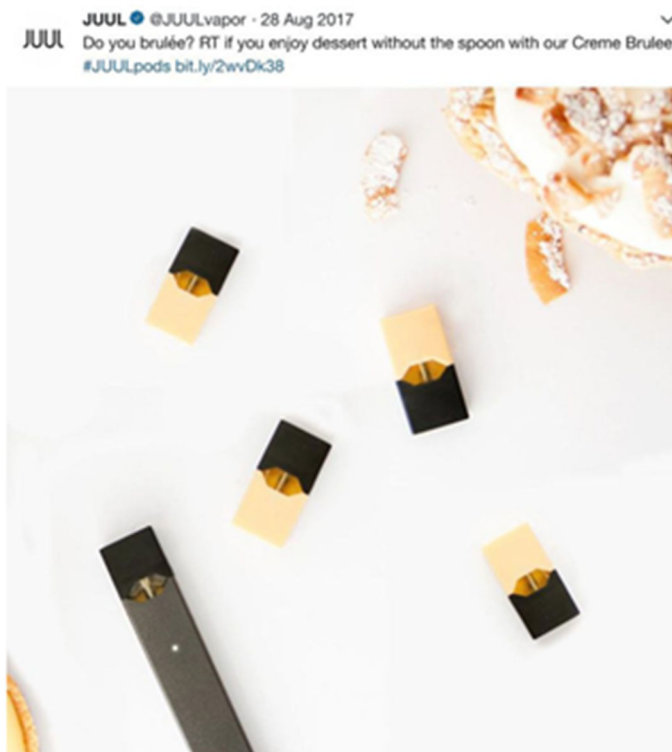 JUUL @JUULvapor · 28 Aug 2017
JUUL
Do you brulée? RT if you enjoy dessert without the spoon with our Creme Brulee
#JUULpods bit.ly/2wvDk38